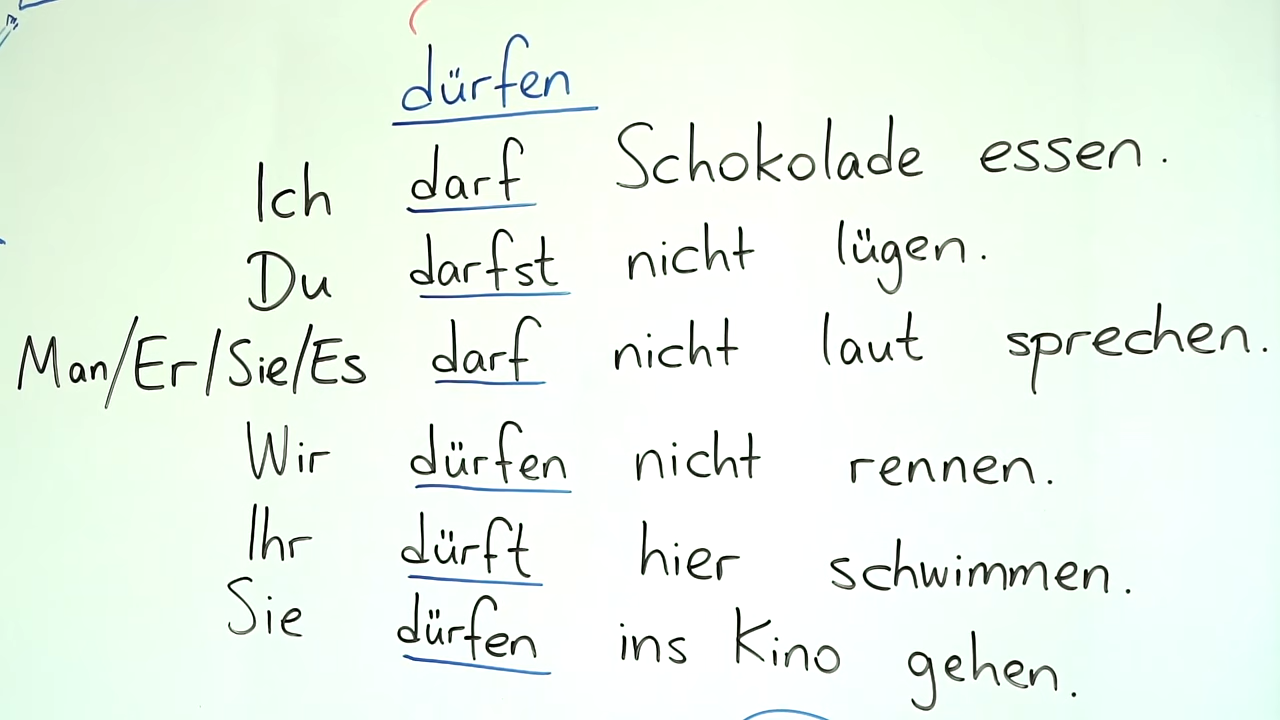 dürfen
Ich darf Schokolade essen.
Du darfst nicht lügen.
Man/Er/Sie/Es darf nicht laut sprechen.
Wir dürfen nicht rennen.
Ihr dürft hier schwimmen.
Sie dürfen ins Kino gehen.